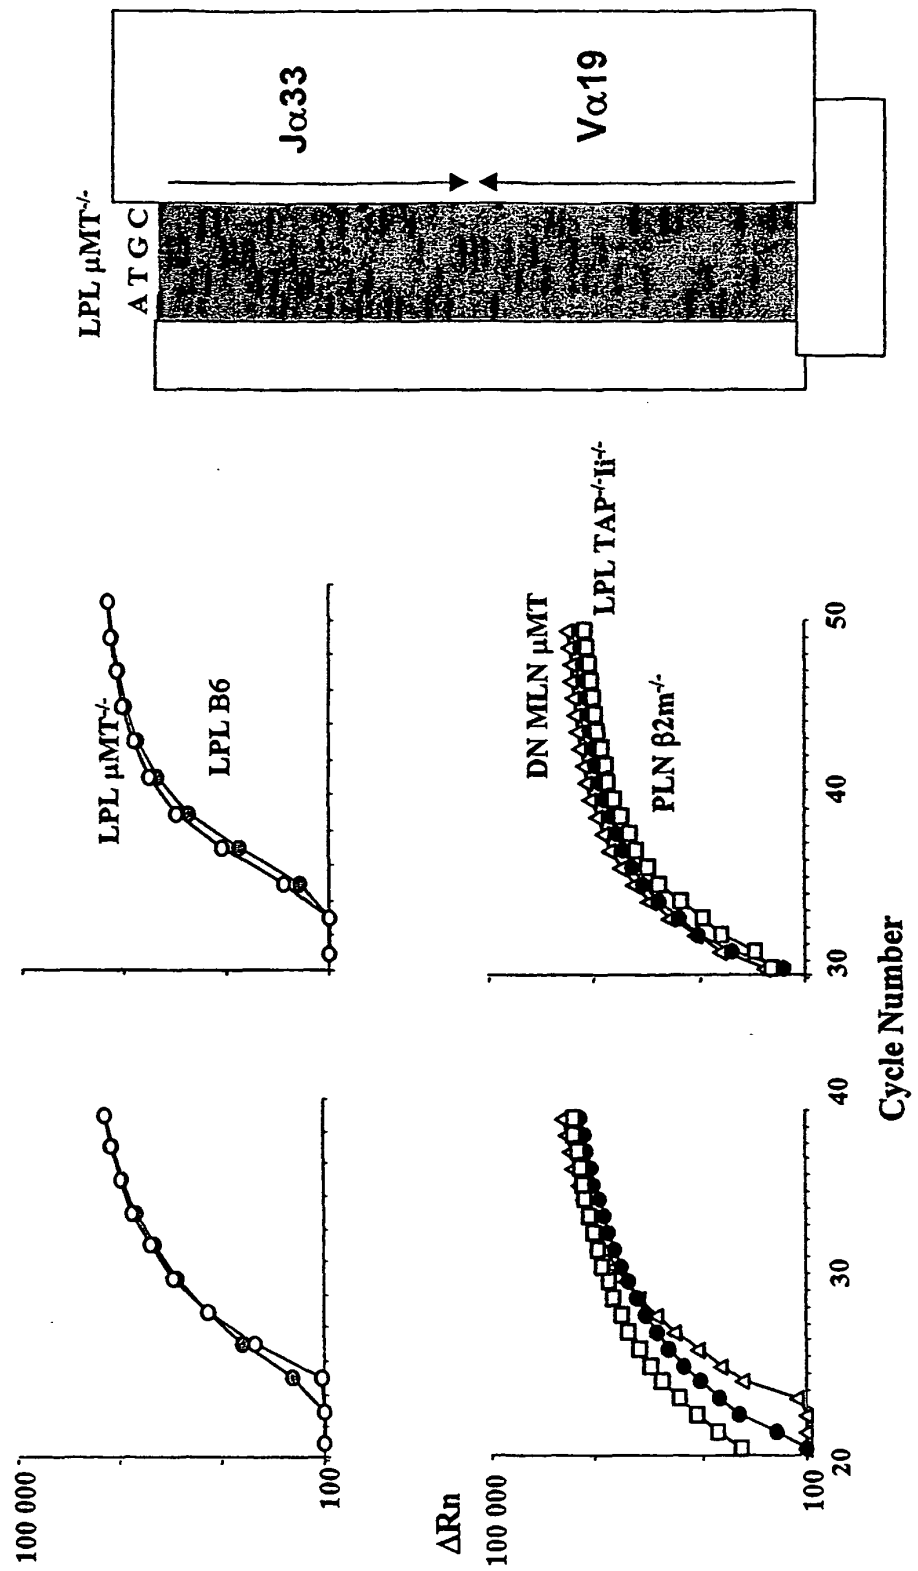 100 000
100
LPL µMT-/-
LPL B6
LPL µMT-/-
A T G C
Jα33
Vα19
ΔRn
100 000
100
20
30
40
30
40
50
DN MLN µMT
LPL TAP-/-Ii-/-
PLN β2m-/-
Cycle Number